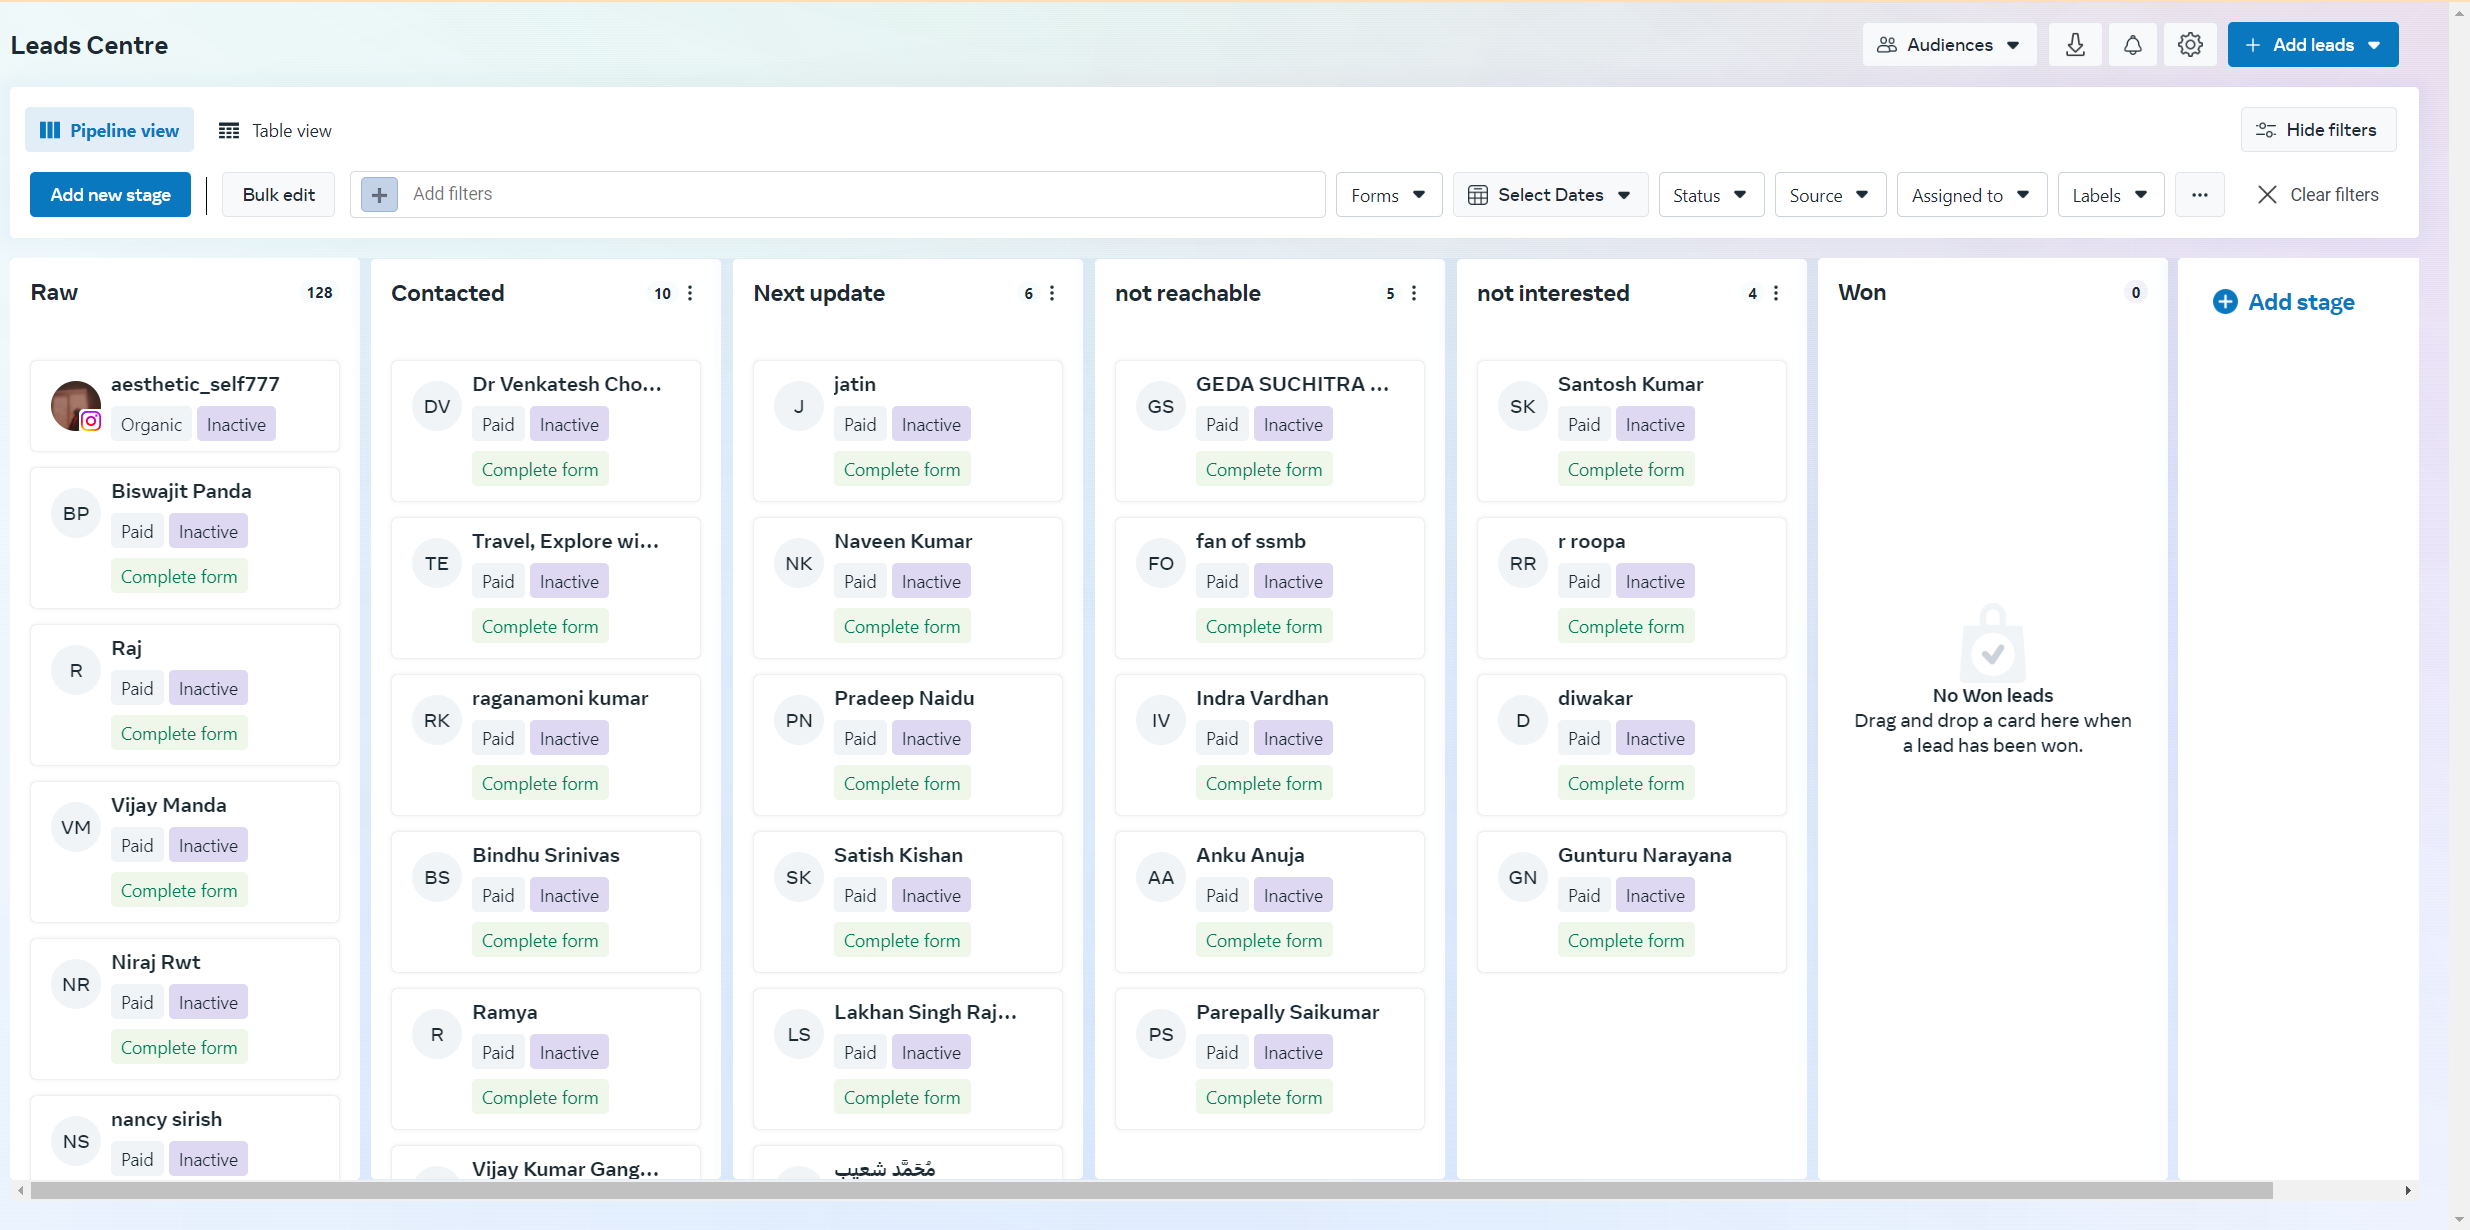 Leads Centre
Audiences
Add leads
Pipeline view
Table view
Hide filters
Add new stage
Bulk edit
Add filters
Forms
Select Dates
Status
Source
Assigned to
Labels
Clear filters
Raw 128
aesthetic_self777
Organic Inactive
BP
Biswajit Panda
Paid Inactive
Complete form
R
Raj
Paid Inactive
Complete form
VM
Vijay Manda
Paid Inactive
Complete form
NR
Niraj Rwt
Paid Inactive
Complete form
NS
nancy sirish
Paid Inactive
Contacted 10
DV
Dr Venkatesh Cho...
Paid Inactive
Complete form
TE
Travel, Explore wi...
Paid Inactive
Complete form
RK
raganamoni kumar
Paid Inactive
Complete form
BS
Bindhu Srinivas
Paid Inactive
Complete form
R
Ramya
Paid Inactive
Complete form
Vijay Kumar Gang...
Next update 6
J
jatin
Paid Inactive
Complete form
NK
Naveen Kumar
Paid Inactive
Complete form
PN
Pradeep Naidu
Paid Inactive
Complete form
SK
Satish Kishan
Paid Inactive
Complete form
LS
Lakhan Singh Raj...
Paid Inactive
Complete form
مُحَمَّد شعيب
not reachable 5
GS
GEDA SUCHITRA ...
Paid Inactive
Complete form
FO
fan of ssmb
Paid Inactive
Complete form
IV
Indra Vardhan
Paid Inactive
Complete form
AA
Anku Anuja
Paid Inactive
Complete form
PS
Parepally Saikumar
Paid Inactive
Complete form
not interested 4
SK
Santosh Kumar
Paid Inactive
Complete form
RR
r roopa
Paid Inactive
Complete form
D
diwakar
Paid Inactive
Complete form
GN
Gunturu Narayana
Paid Inactive
Complete form
Won 0
No Won leads
Drag and drop a card here when
a lead has been won.
Add stage